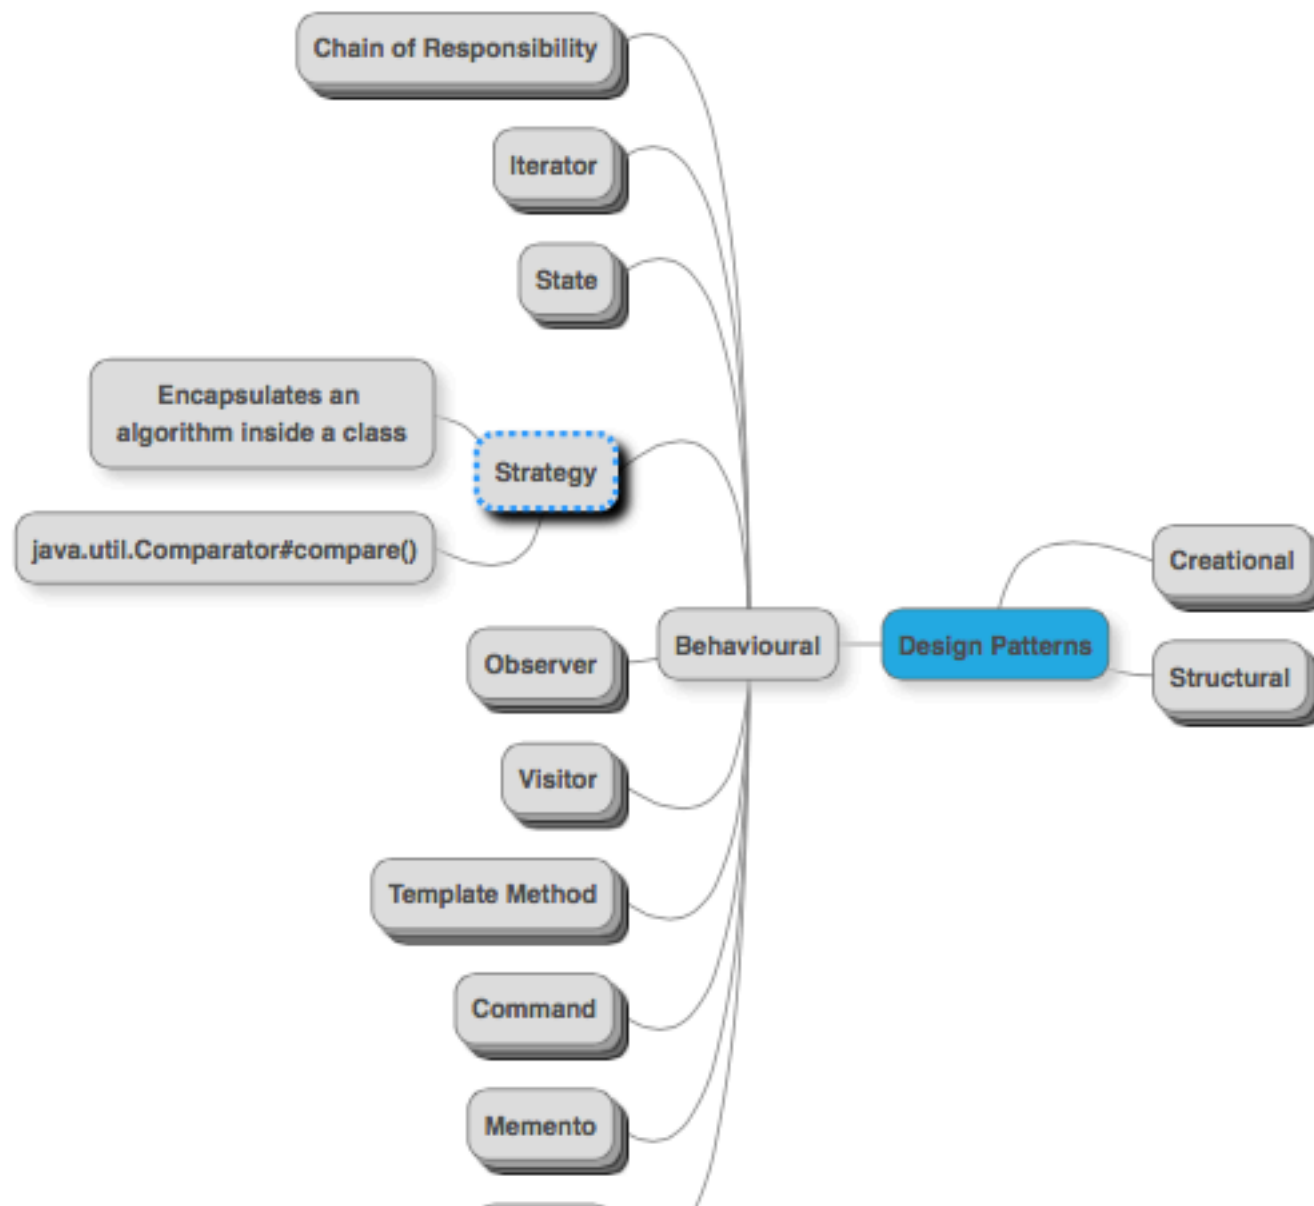 Chain of Responsibility
Iterator
State
Encapsulates an
algorithm inside a class
Strategy
java.util.Comparator#compare()
Creational
Behavioural
Design Patterns
Observer
Structural
Visitor
Template Method
Command
Memento